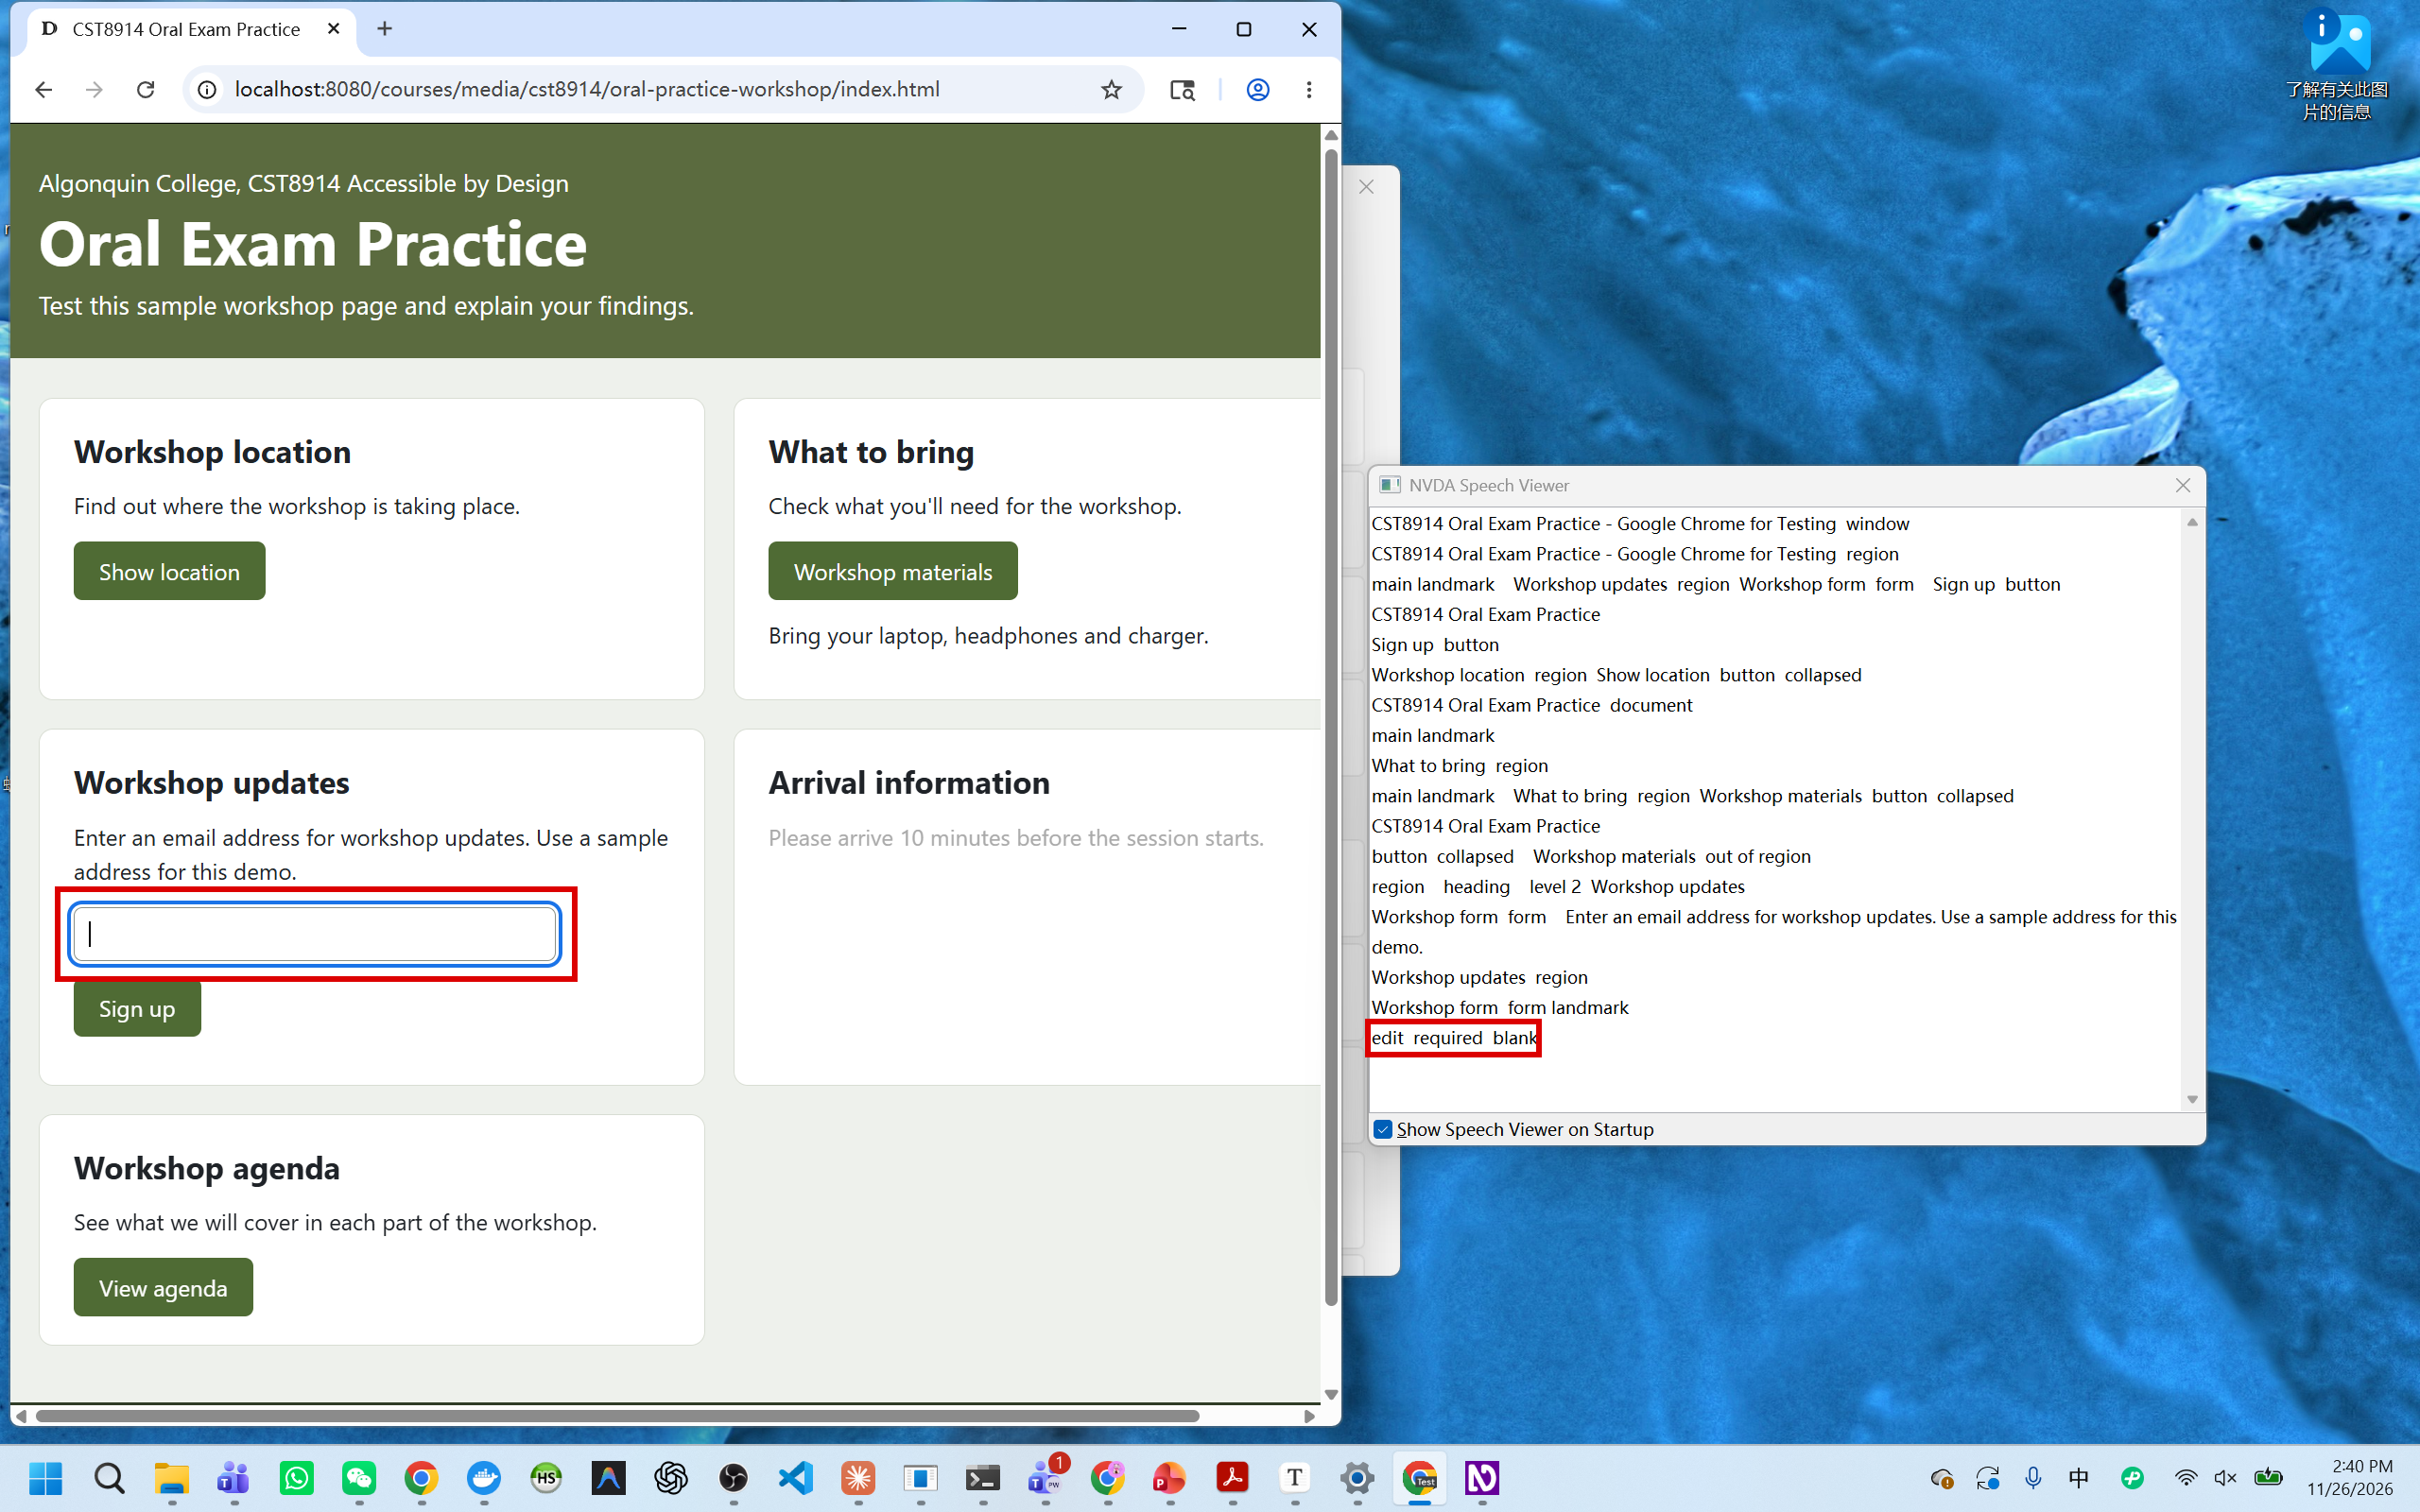 CST8914 Oral Exam Practice
localhost:8080/courses/media/cst8914/oral-practice-workshop/index.html
Algonquin College, CST8914 Accessible by Design
Oral Exam Practice
Test this sample workshop page and explain your findings.
Workshop location
Find out where the workshop is taking place.
Show location
What to bring
Check what you'll need for the workshop.
Workshop materials
Bring your laptop, headphones and charger.
Workshop updates
Enter an email address for workshop updates. Use a sample
address for this demo.
Sign up
Arrival information
Please arrive 10 minutes before the session starts.
Workshop agenda
See what we will cover in each part of the workshop.
View agenda
了解有关此图
片的信息
NVDA Speech Viewer
CST8914 Oral Exam Practice - Google Chrome for Testing window
CST8914 Oral Exam Practice - Google Chrome for Testing region
main landmark Workshop updates region Workshop form form Sign up button
CST8914 Oral Exam Practice
Sign up button
Workshop location region Show location button collapsed
CST8914 Oral Exam Practice document
main landmark
What to bring region
main landmark What to bring region Workshop materials button collapsed
CST8914 Oral Exam Practice
button collapsed Workshop materials out of region
region heading level 2 Workshop updates
Workshop form form Enter an email address for workshop updates. Use a sample address for this
demo.
Workshop updates region
Workshop form form landmark
edit required blank
Show Speech Viewer on Startup
HS
1
Test
中
2:40 PM
11/26/2026